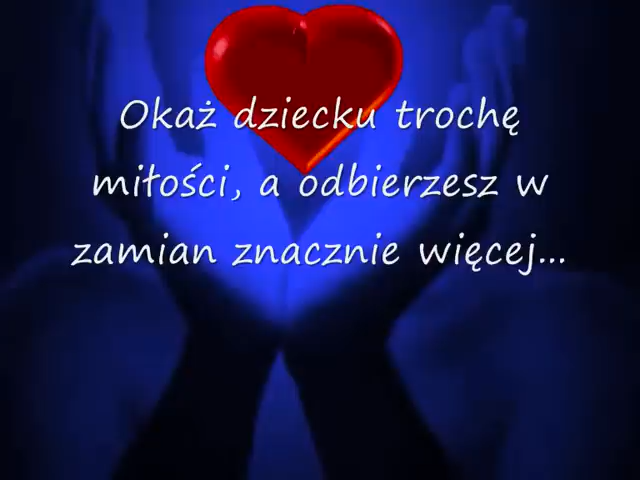 Okaż dziecku trochę
miłości, a odbierzesz w
zamian znacznie więcej...